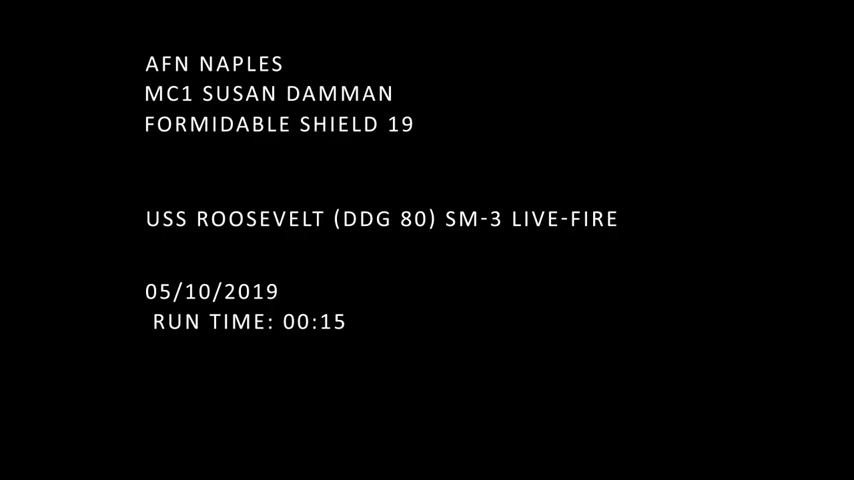 AFN NAPLES
MC1 SUSAN DAMMAN
FORMIDABLE SHIELD 19
USS ROOSEVELT (DDG 80) SM-3 LIVE-FIRE
05/10/2019
RUN TIME: 00:15